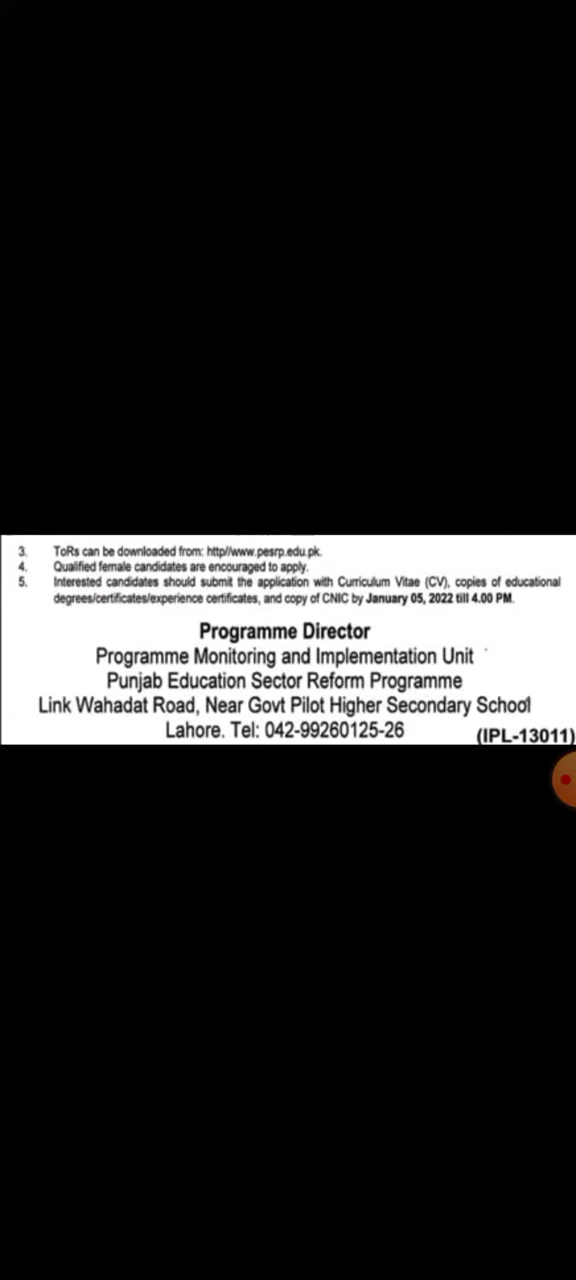 3. ToRs can be downloaded from: http//www.pesrp.edu.pk.
4. Qualified female candidates are encouraged to apply.
5. Interested candidates should submit the application with Curriculum Vitae (CV), copies of educational
degrees/certificates/experience certificates, and copy of CNIC by January 05, 2022 till 4.00 PM.
Programme Director
Programme Monitoring and Implementation Unit
Punjab Education Sector Reform Programme
Link Wahadat Road, Near Govt Pilot Higher Secondary School
Lahore. Tel: 042-99260125-26
(IPL-13011)